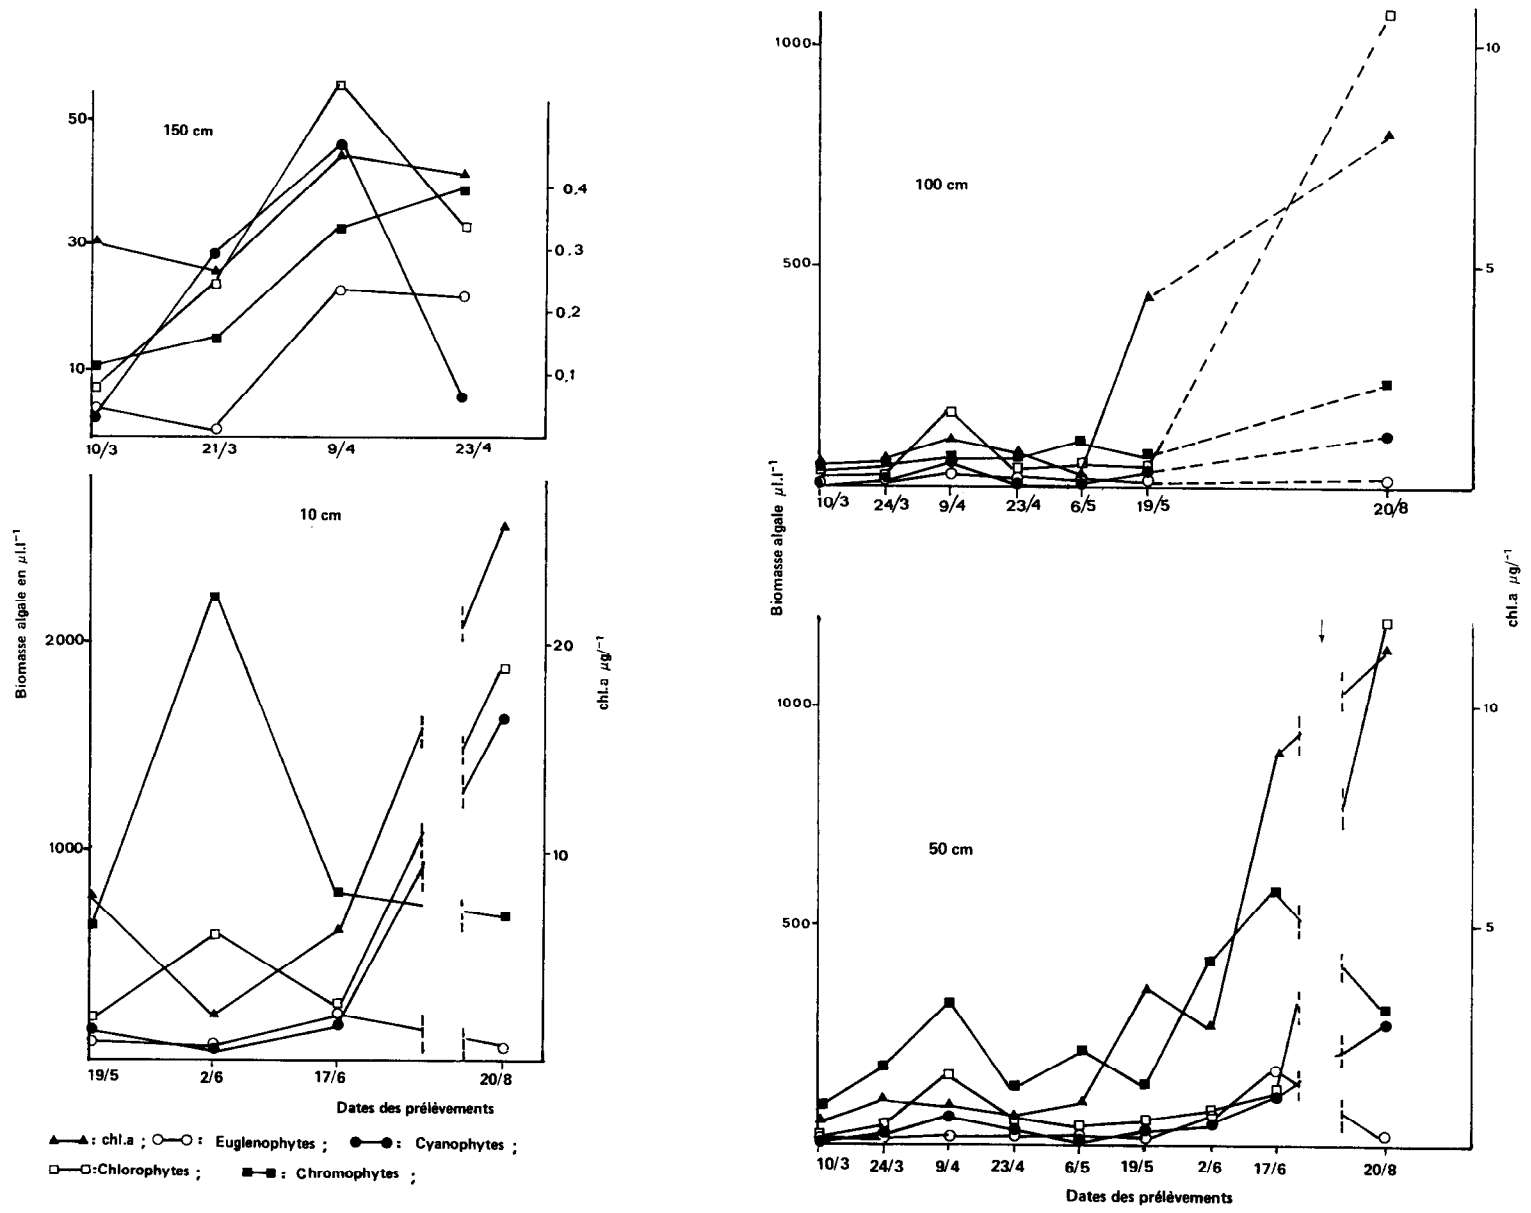 150 cm
50
30
10
0,4
0.3
0.2
0,1
10/3 21/3 9/4 23/4
10 cm
Biomasse algale en µl.l⁻¹
2000
1000
20
10
chl.a µg/⁻¹
19/5 2/6 17/6 20/8
Dates des prélèvements
: chl.a ; : Euglenophytes ; : Cyanophytes ;
:Chlorophytes ; : Chromophytes ;
100 cm
1000
500
10
5
10/3 24/3 9/4 23/4 6/5 19/5 20/8
Biomasse algale µl.l⁻¹
chl.a µg/⁻¹
50 cm
1000
500
10
5
10/3 24/3 9/4 23/4 6/5 19/5 2/6 17/6 20/8
Dates des prélèvements